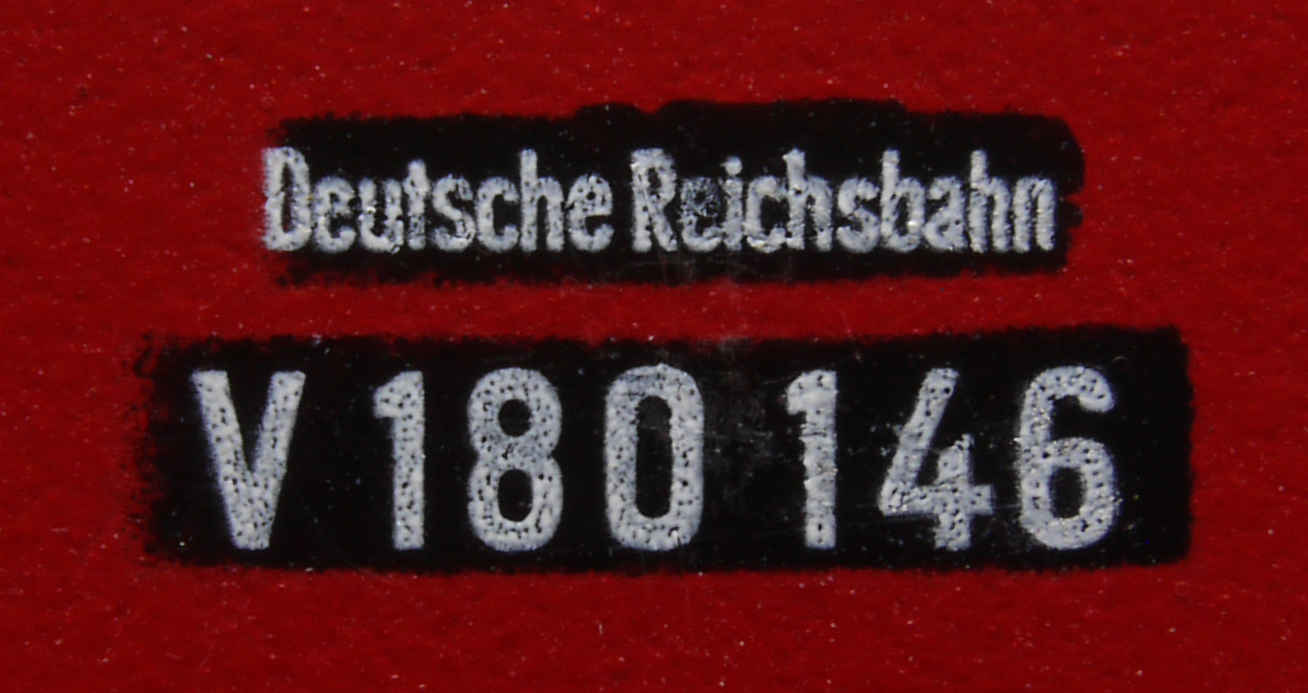 Deutsche Reichsbahn
V 180 146